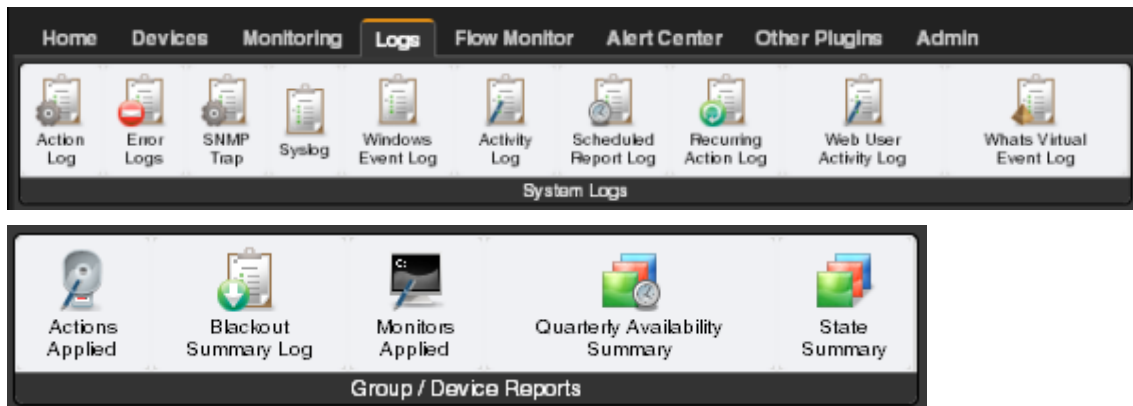 Home Devices Monitoring Logs Flow Monitor Alert Center Other Plugins Admin
Action Log
Error Logs
SNMP Trap
Syslog
Windows Event Log
Activity Log
Scheduled Report Log
Recurring Action Log
Web User Activity Log
Whats Virtual Event Log
System Logs
Actions Applied
Blackout Summary Log
C:
Monitors Applied
Quarterly Availability Summary
State Summary
Group / Device Reports